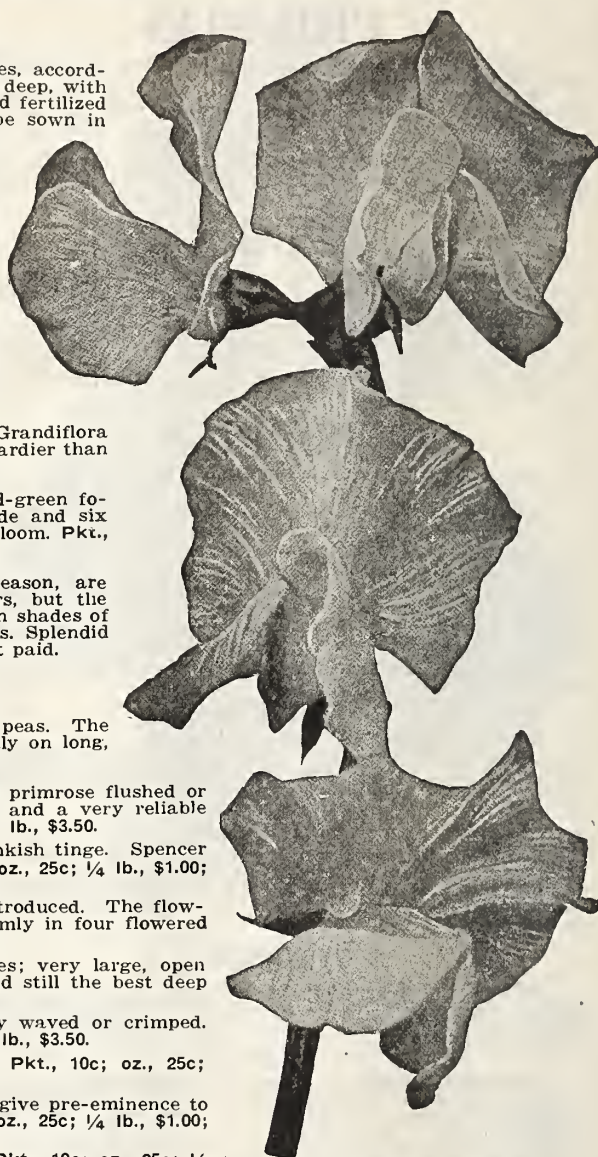 es, accord-
deep, with
d fertilized
be sown in
Grandiflora
ardier than
d-green fo-
de and six
loom. Pkt.,
eason, are
rs, but the
n shades of
s. Splendid
t paid.
peas. The
ly on long,
primrose flushed or
and a very reliable
lb., $3.50.
nkish tinge. Spencer
oz., 25c; ¼ lb., $1.00;
troduced. The flow-
mly in four flowered
es; very large, open
d still the best deep
y waved or crimped.
lb., $3.50.
Pkt., 10c; oz., 25c;
give pre-eminence to
oz., 25c; ¼ lb., $1.00;